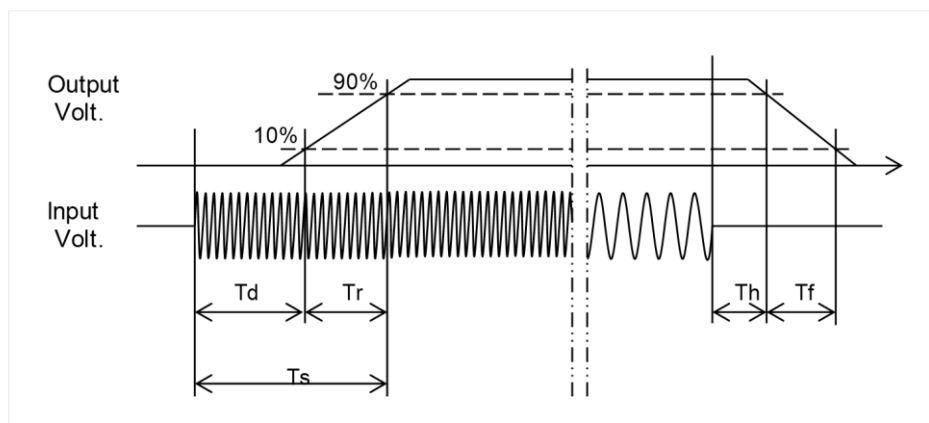 Output
Volt.
90%
10%
Input
Volt.
Td
Tr
Th
Tf
Ts